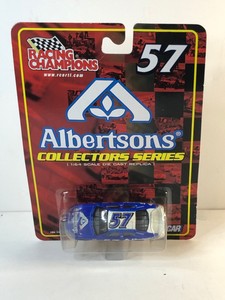 RACING
CHAMPIONS
www.rcertl.com
57
Albertsons®
COLLECTORS SERIES
1/64 SCALE DIE CAST REPLICA
57